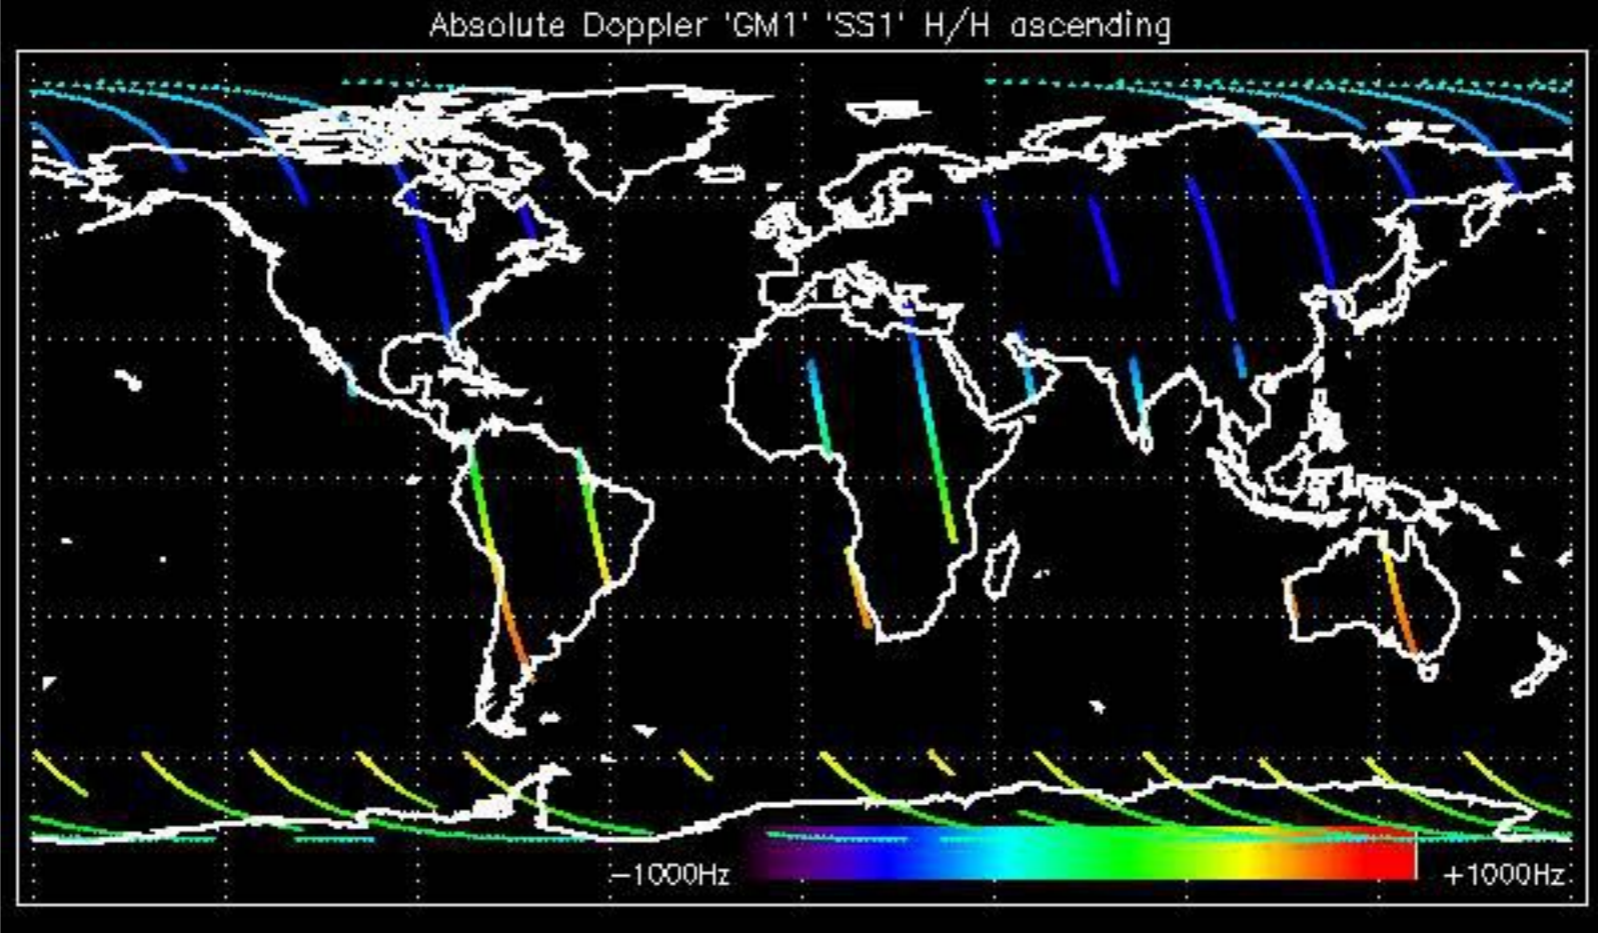 Absolute Doppler 'GM1' 'SS1' H/H ascending
-1000Hz
+1000Hz